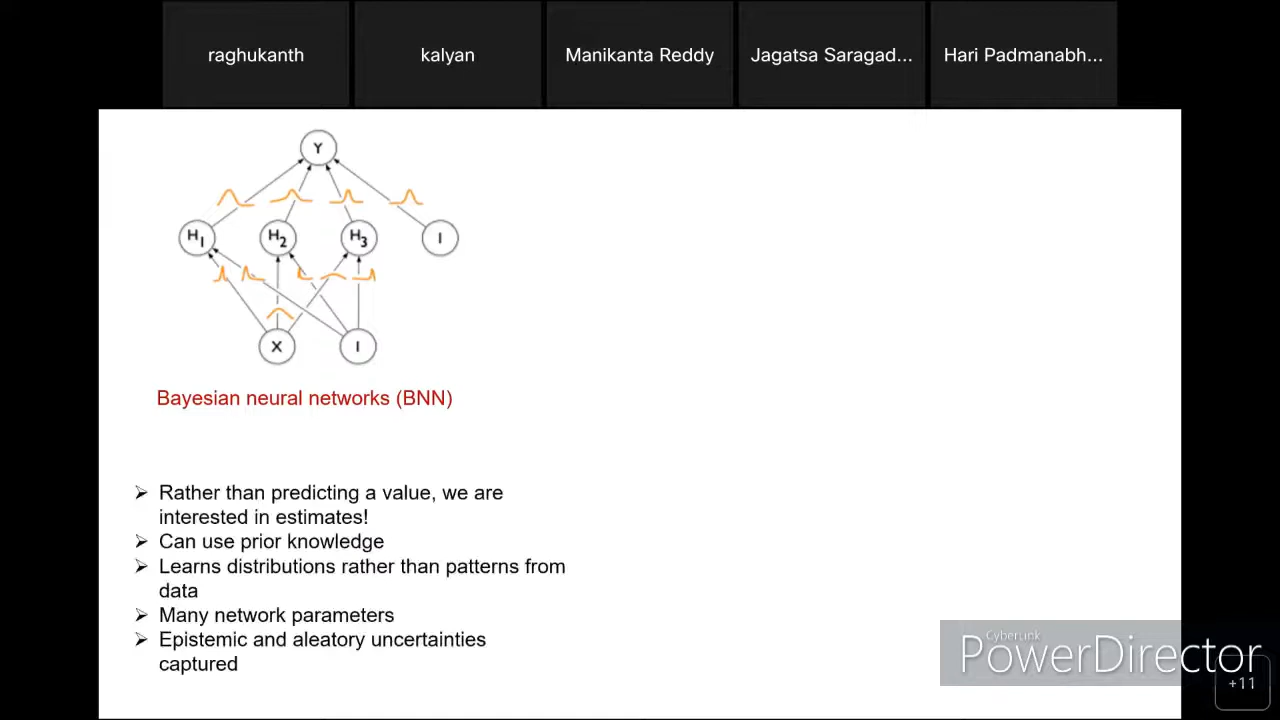 raghukanth
kalyan
Manikanta Reddy
Jagatsa Saragad...
Hari Padmanabh...
Y
H1
H2
H3
I
X
I
Bayesian neural networks (BNN)
➢ Rather than predicting a value, we are
interested in estimates!
➢ Can use prior knowledge
➢ Learns distributions rather than patterns from
data
➢ Many network parameters
➢ Epistemic and aleatory uncertainties
captured
CyberLink
PowerDirector
+11